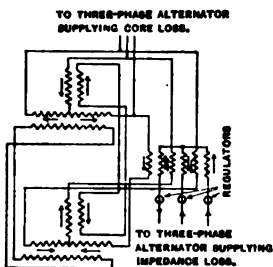 TO THREE-PHASE ALTERNATOR
SUPPLYING CORE LOSS.
REGULATORS
TO THREE-PHASE
ALTERNATOR SUPPLYING
IMPEDANCE LOSS.